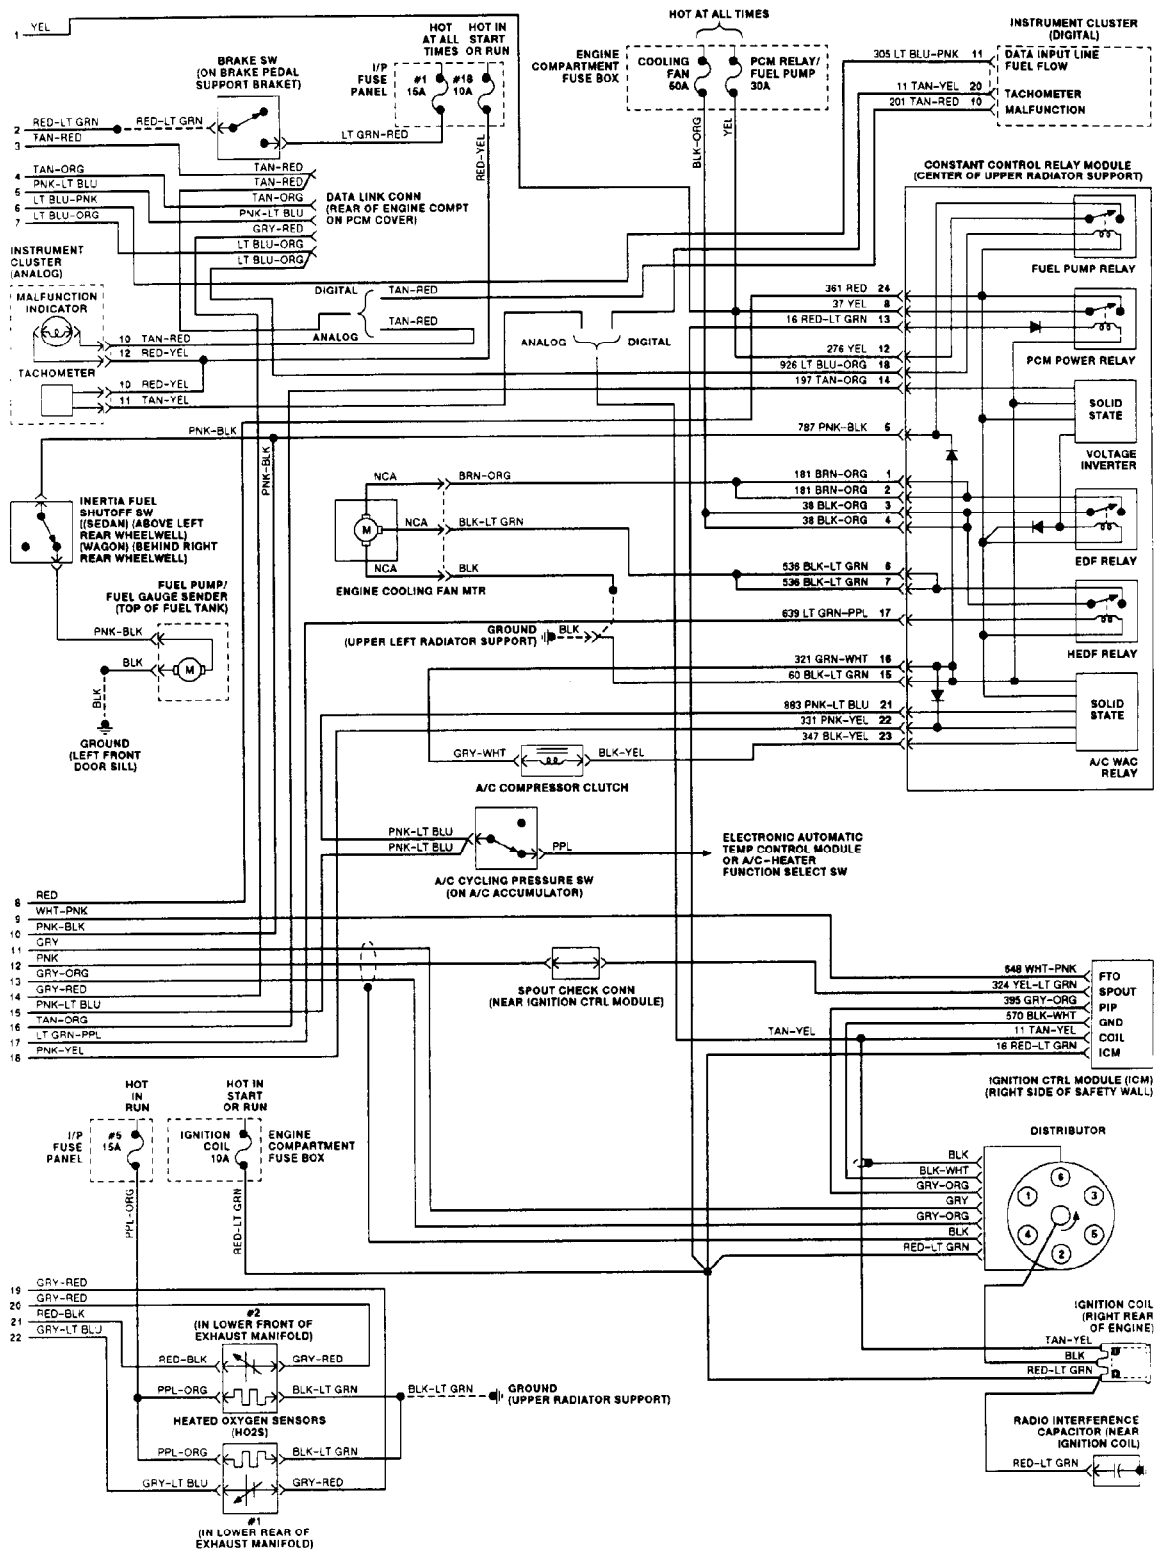 1 YEL
HOT AT ALL TIMES
HOT IN START OR RUN
I/P FUSE PANEL
#1 15A
#18 10A
BRAKE SW
(ON BRAKE PEDAL
SUPPORT BRAKET)
2 RED-LT GRN
RED-LT GRN
LT GRN-RED
RED-YEL
3 TAN-RED
4 TAN-ORG
5 PNK-LT BLU
6 LT BLU-PNK
7 LT BLU-ORG
TAN-RED
TAN-RED
TAN-ORG
PNK-LT BLU
GRY-RED
LT BLU-ORG
LT BLU-ORG
DATA LINK CONN
(REAR OF ENGINE COMPT
ON PCM COVER)
HOT AT ALL TIMES
ENGINE
COMPARTMENT
FUSE BOX
COOLING
FAN
60A
PCM RELAY/
FUEL PUMP
30A
BLK-ORG
YEL
INSTRUMENT CLUSTER
(DIGITAL)
305 LT BLU-PNK 11
DATA INPUT LINE
FUEL FLOW
11 TAN-YEL 20
TACHOMETER
201 TAN-RED 10
MALFUNCTION
CONSTANT CONTROL RELAY MODULE
(CENTER OF UPPER RADIATOR SUPPORT)
FUEL PUMP RELAY
PCM POWER RELAY
SOLID
STATE
VOLTAGE
INVERTER
EDF RELAY
HEDF RELAY
SOLID
STATE
A/C WAC
RELAY
361 RED 24
37 YEL 8
16 RED-LT GRN 13
276 YEL 12
926 LT BLU-ORG 18
197 TAN-ORG 14
787 PNK-BLK 5
181 BRN-ORG 1
181 BRN-ORG 2
38 BLK-ORG 3
38 BLK-ORG 4
536 BLK-LT GRN 6
536 BLK-LT GRN 7
639 LT GRN-PPL 17
321 GRN-WHT 16
60 BLK-LT GRN 15
883 PNK-LT BLU 21
331 PNK-YEL 22
347 BLK-YEL 23
INSTRUMENT
CLUSTER
(ANALOG)
MALFUNCTION
INDICATOR
10 TAN-RED
12 RED-YEL
TACHOMETER
10 RED-YEL
11 TAN-YEL
DIGITAL
TAN-RED
TAN-RED
ANALOG
ANALOG
DIGITAL
PNK-BLK
PNK-BLK
INERTIA FUEL
SHUTOFF SW
((SEDAN) (ABOVE LEFT
REAR WHEELWELL)
(WAGON) (BEHIND RIGHT
REAR WHEELWELL)
FUEL PUMP/
FUEL GAUGE SENDER
(TOP OF FUEL TANK)
PNK-BLK
BLK
M
BLK
GROUND
(LEFT FRONT
DOOR SILL)
NCA
BRN-ORG
M
NCA
BLK-LT GRN
NCA
BLK
ENGINE COOLING FAN MTR
GROUND
(UPPER LEFT RADIATOR SUPPORT)
BLK
GRY-WHT
BLK-YEL
A/C COMPRESSOR CLUTCH
PNK-LT BLU
PNK-LT BLU
PPL
A/C CYCLING PRESSURE SW
(ON A/C ACCUMULATOR)
ELECTRONIC AUTOMATIC
TEMP CONTROL MODULE
OR A/C-HEATER
FUNCTION SELECT SW
8 RED
9 WHT-PNK
10 PNK-BLK
11 GRY
12 PNK
13 GRY-ORG
14 GRY-RED
15 PNK-LT BLU
16 TAN-ORG
17 LT GRN-PPL
18 PNK-YEL
SPOUT CHECK CONN
(NEAR IGNITION CTRL MODULE)
TAN-YEL
648 WHT-PNK FTO
324 YEL-LT GRN SPOUT
395 GRY-ORG PIP
570 BLK-WHT GND
11 TAN-YEL COIL
16 RED-LT GRN ICM
IGNITION CTRL MODULE (ICM)
(RIGHT SIDE OF SAFETY WALL)
HOT
IN
RUN
I/P
FUSE
PANEL
#5
15A
PPL-ORG
HOT IN
START
OR RUN
IGNITION
COIL
10A
ENGINE
COMPARTMENT
FUSE BOX
RED-LT GRN
DISTRIBUTOR
BLK
BLK-WHT
GRY-ORG
GRY
GRY-ORG
BLK
RED-LT GRN
6
1 3
4 5
2
19 GRY-RED
20 GRY-RED
21 RED-BLK
22 GRY-LT BLU
#2
(IN LOWER FRONT OF
EXHAUST MANIFOLD)
RED-BLK
GRY-RED
PPL-ORG
BLK-LT GRN
BLK-LT GRN
GROUND
(UPPER RADIATOR SUPPORT)
HEATED OXYGEN SENSORS
(HO2S)
PPL-ORG
BLK-LT GRN
GRY-LT BLU
GRY-RED
#1
(IN LOWER REAR OF
EXHAUST MANIFOLD)
IGNITION COIL
(RIGHT REAR
OF ENGINE)
TAN-YEL
BLK
RED-LT GRN
RADIO INTERFERENCE
CAPACITOR (NEAR
IGNITION COIL)
RED-LT GRN